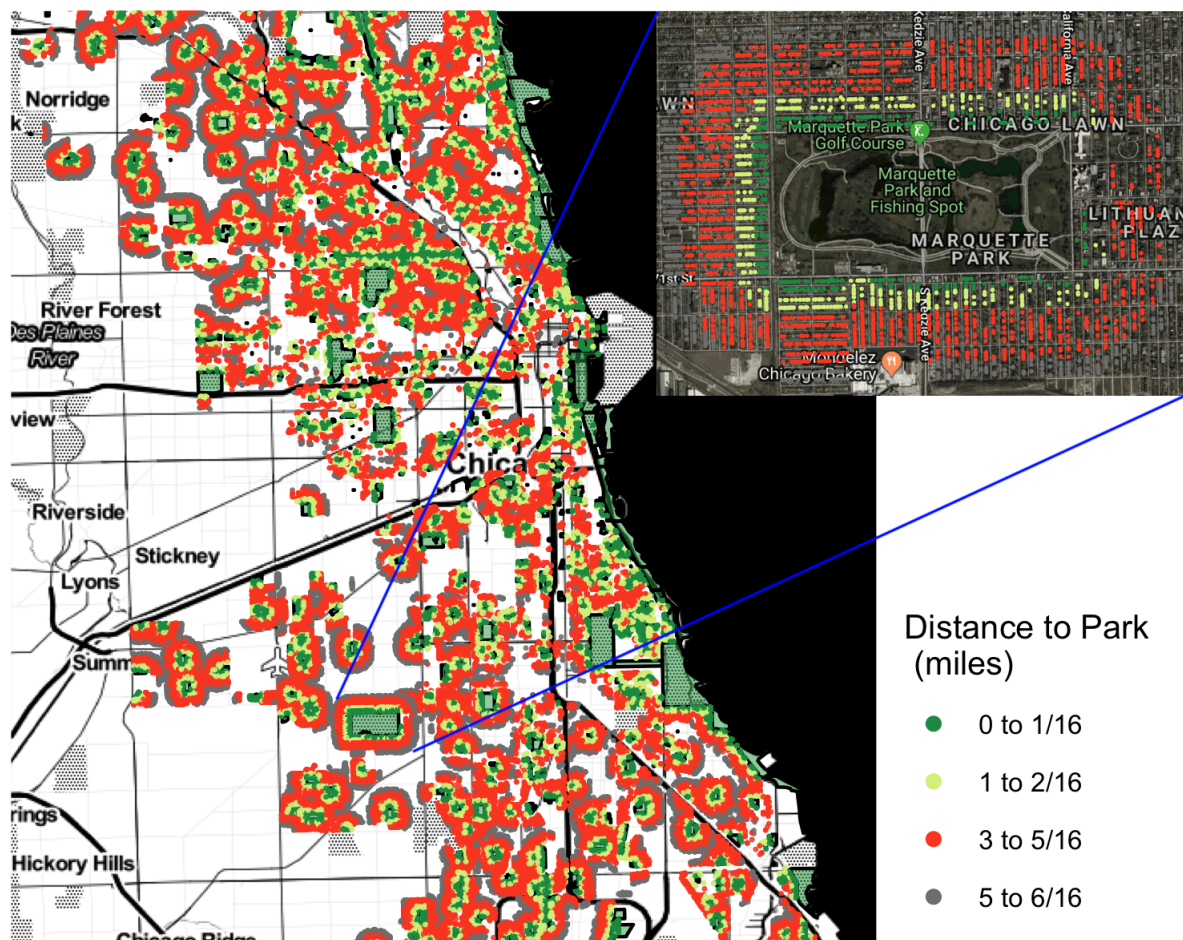 Norridge
k
River Forest
Des Plaines
River
view
Chica
Riverside
Stickney
Lyons
Summ
rings
Hickory Hills
Chicago Ridge
Kedzie Ave
California Ave
WN
Marquette Park
Golf Course
CHICAGO LAWN
Marquette
Park and
Fishing Spot
LITHUAN
PLAZ
MARQUETTE
PARK
71st St
S Kedzie Ave
Mondelez
Chicago Bakery
Distance to Park
(miles)
0 to 1/16
1 to 2/16
3 to 5/16
5 to 6/16